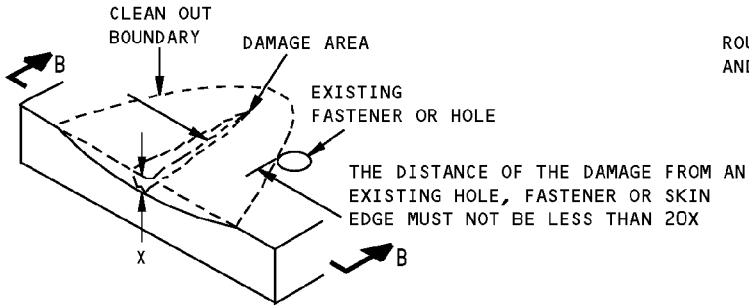 CLEAN OUT
BOUNDARY
DAMAGE AREA
B
EXISTING
FASTENER OR HOLE
THE DISTANCE OF THE DAMAGE FROM AN
EXISTING HOLE, FASTENER OR SKIN
EDGE MUST NOT BE LESS THAN 20X
X
B